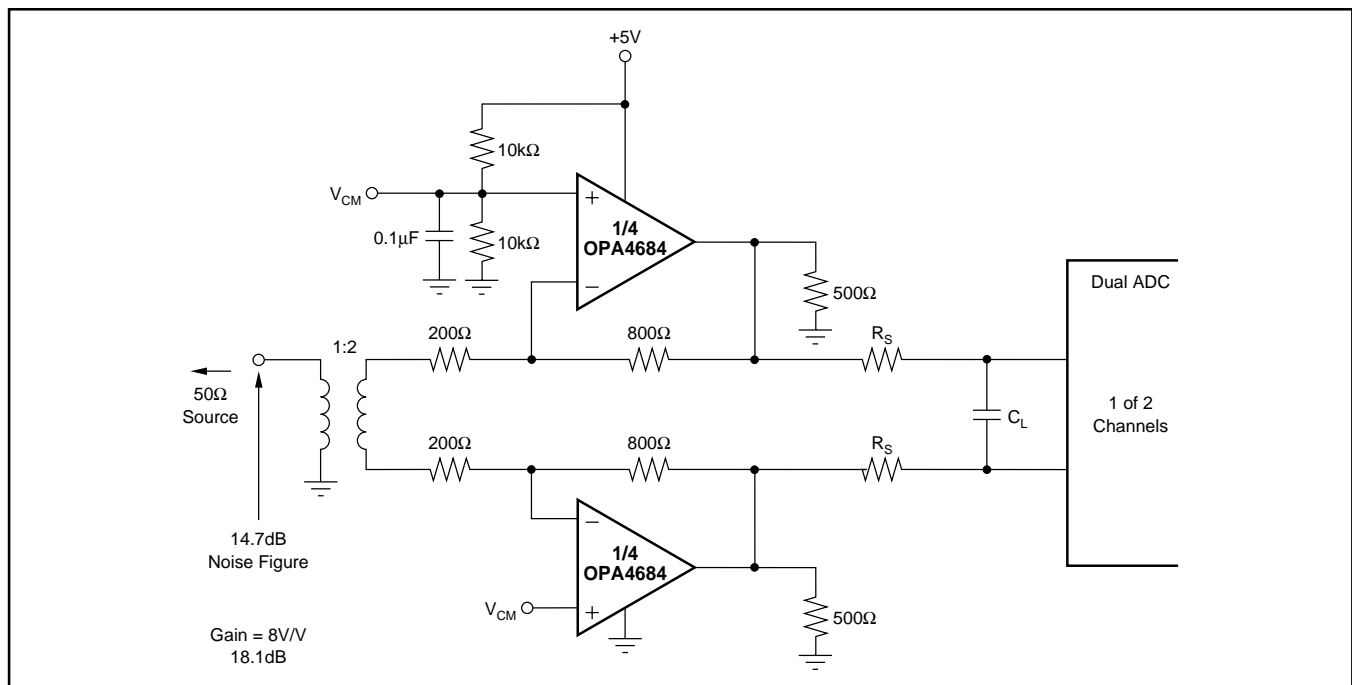 +5V
10kΩ
V_CM
+
1/4
OPA4684
0.1µF
10kΩ
−
500Ω
Dual ADC
1:2
200Ω
800Ω
R_S
50Ω
Source
C_L
1 of 2
Channels
200Ω
800Ω
R_S
−
14.7dB
Noise Figure
1/4
OPA4684
V_CM
+
500Ω
Gain = 8V/V
18.1dB